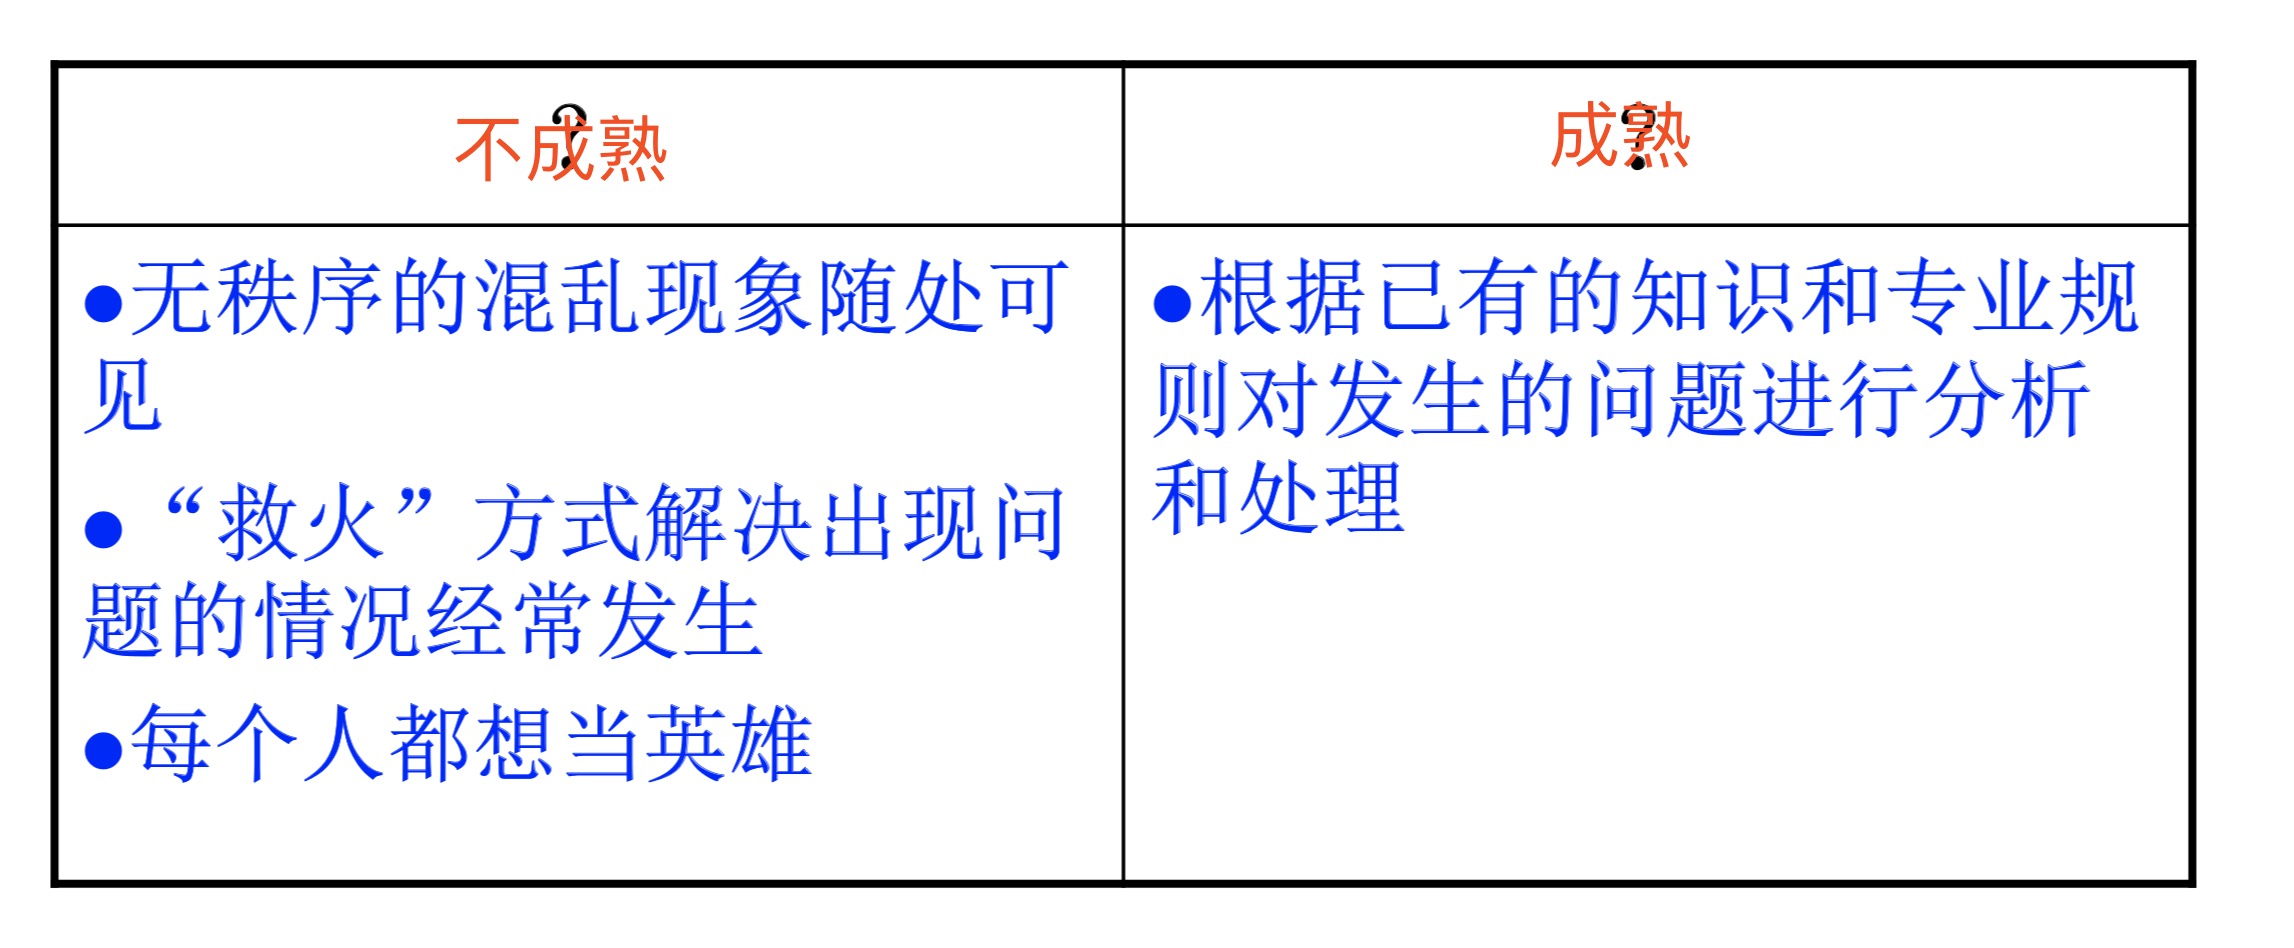 不成熟
?
成熟
?
●无秩序的混乱现象随处可
见
●“救火”方式解决出现问
题的情况经常发生
●每个人都想当英雄
●根据已有的知识和专业规
则对发生的问题进行分析
和处理